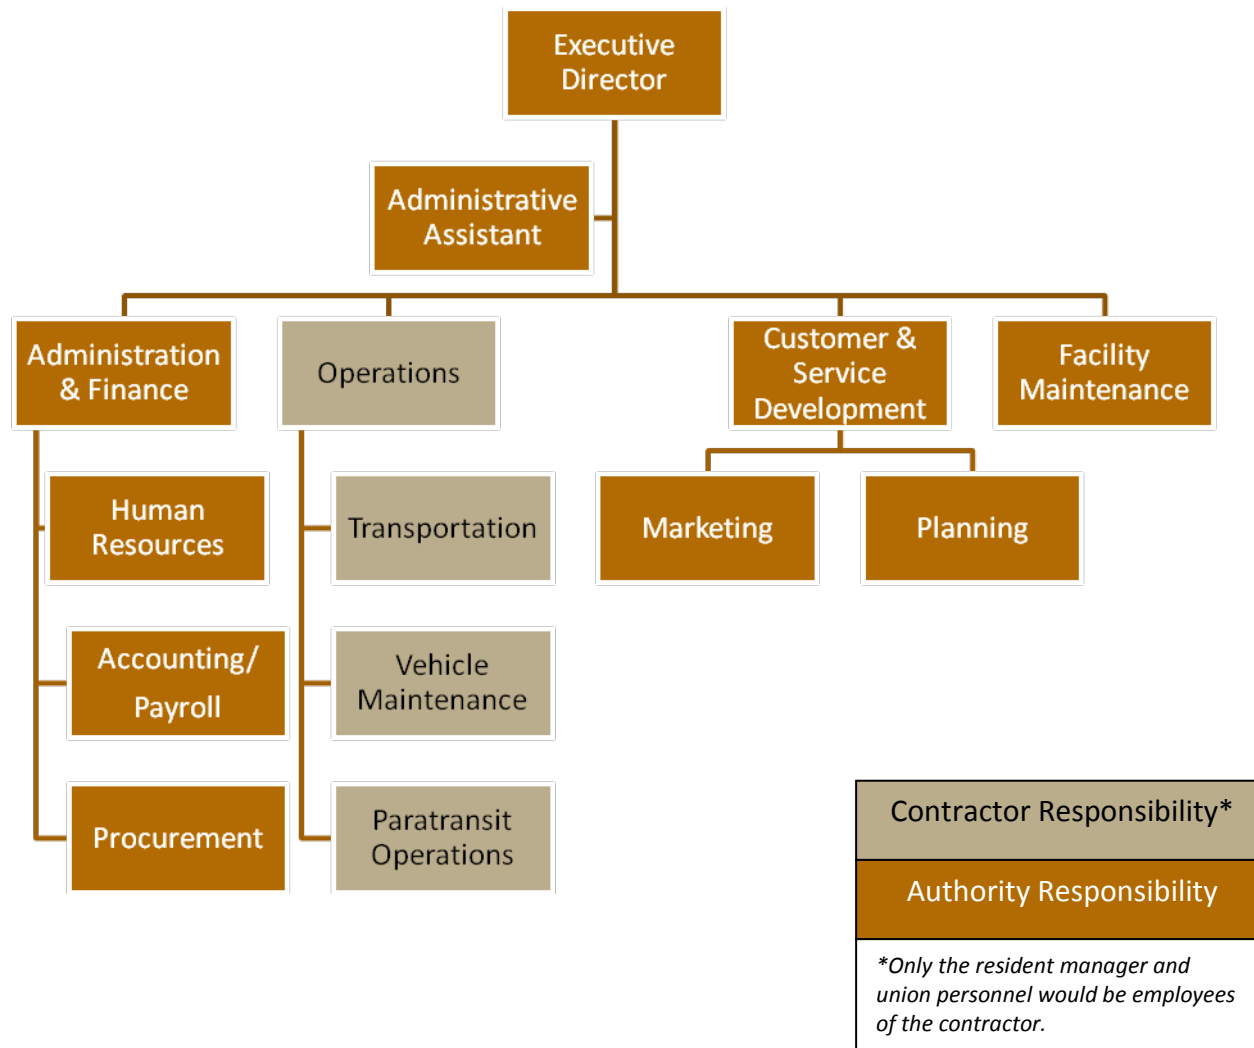 Executive
Director
Administrative
Assistant
Administration
& Finance
Operations
Customer &
Service
Development
Facility
Maintenance
Human
Resources
Transportation
Marketing
Planning
Accounting/
Payroll
Vehicle
Maintenance
Procurement
Paratransit
Operations
Contractor Responsibility*
Authority Responsibility
*Only the resident manager and
union personnel would be employees
of the contractor.